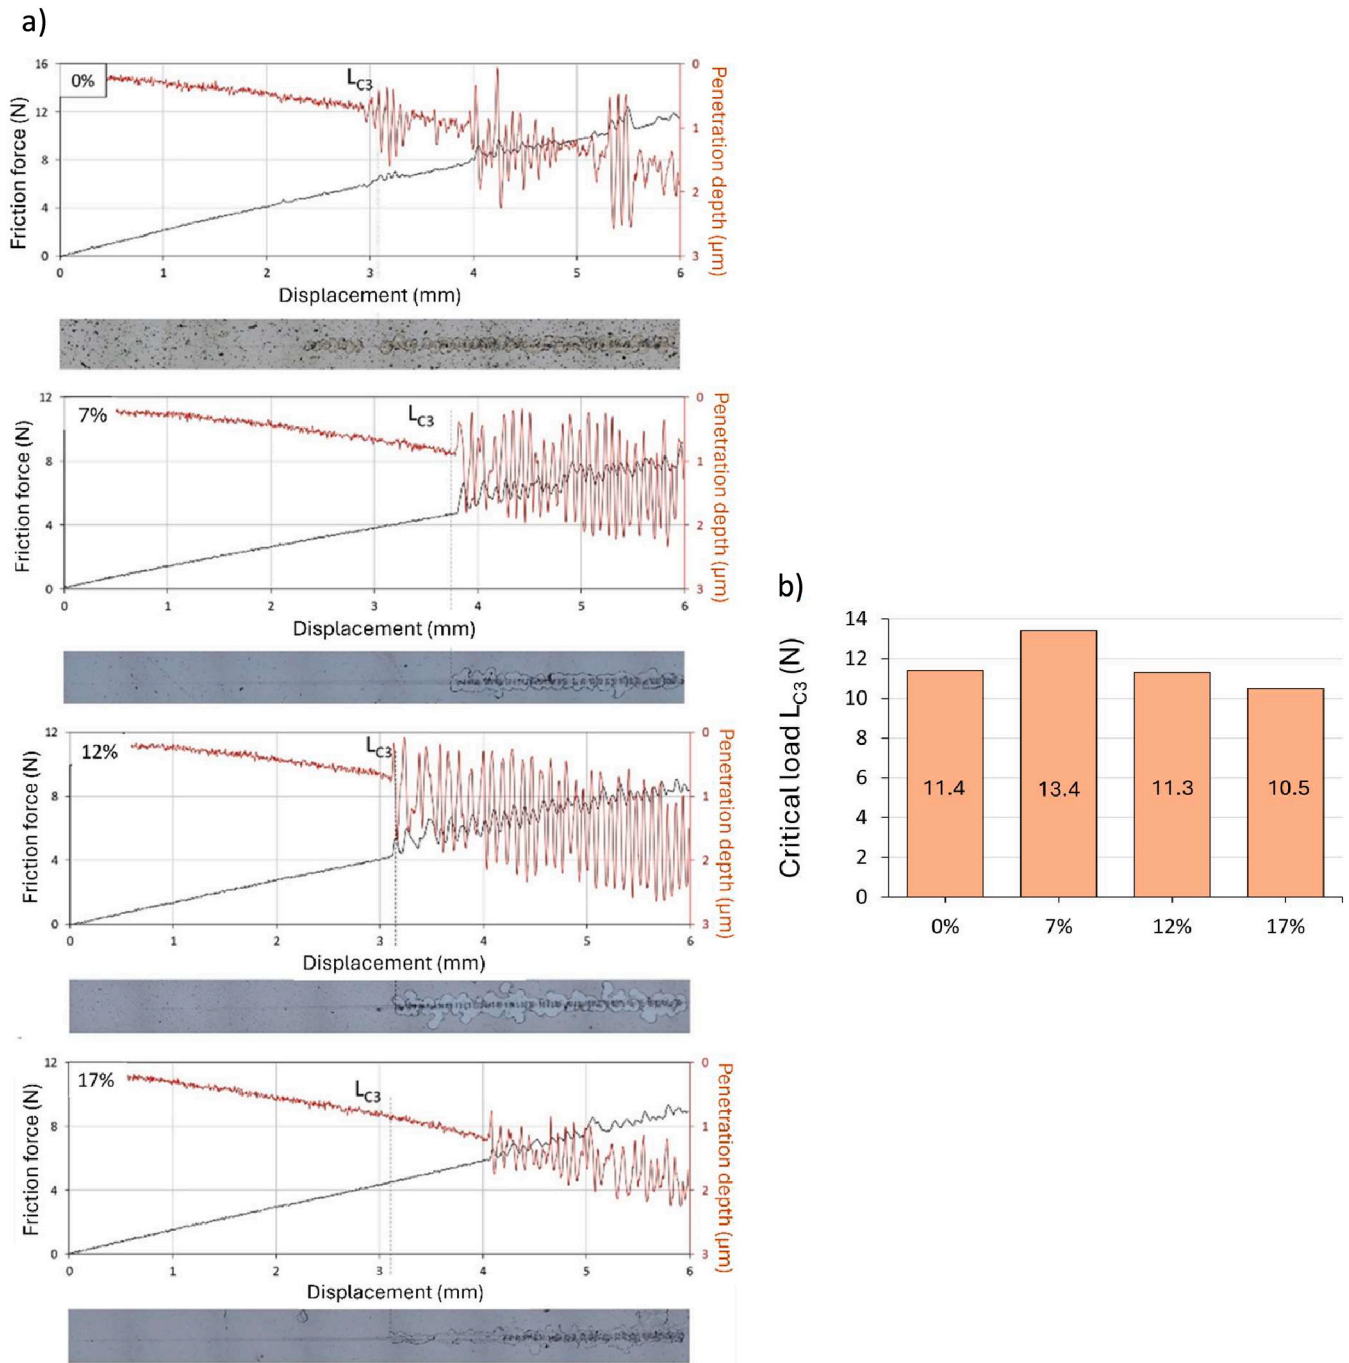 a)
0%
L_C3
16
12
8
4
0
Friction force (N)
0
1
2
3
Penetration depth (μm)
0 1 2 3 4 5 6
Displacement (mm)
7%
L_C3
12
8
4
0
Friction force (N)
0
1
2
3
Penetration depth (μm)
0 1 2 3 4 5 6
Displacement (mm)
12%
L_C3
12
8
4
0
Friction force (N)
0
1
2
3
Penetration depth (μm)
0 1 2 3 4 5 6
Displacement (mm)
17%
L_C3
12
8
4
0
Friction force (N)
0
1
2
3
Penetration depth (μm)
0 1 2 3 4 5 6
Displacement (mm)
b)
Critical load L_C3 (N)
14
12
10
8
6
4
2
0
11.4 13.4 11.3 10.5
0% 7% 12% 17%